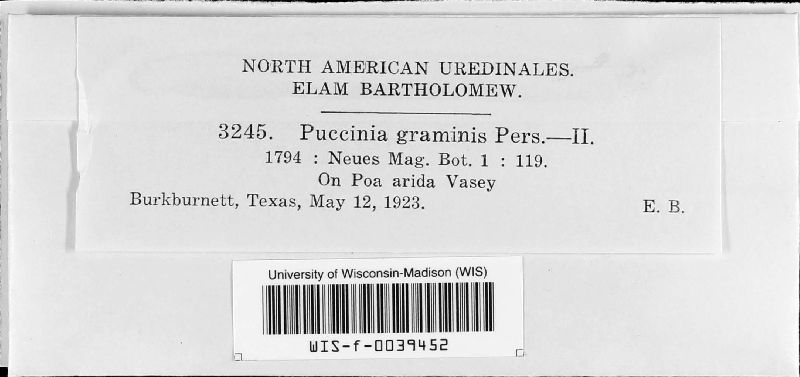 NORTH AMERICAN UREDINALES.
ELAM BARTHOLOMEW.
3245. Puccinia graminis Pers.—II.
1794 : Neues Mag. Bot. 1 : 119.
On Poa arida Vasey
Burkburnett, Texas, May 12, 1923. E. B.
University of Wisconsin-Madison (WIS)
WIS-f-0039452